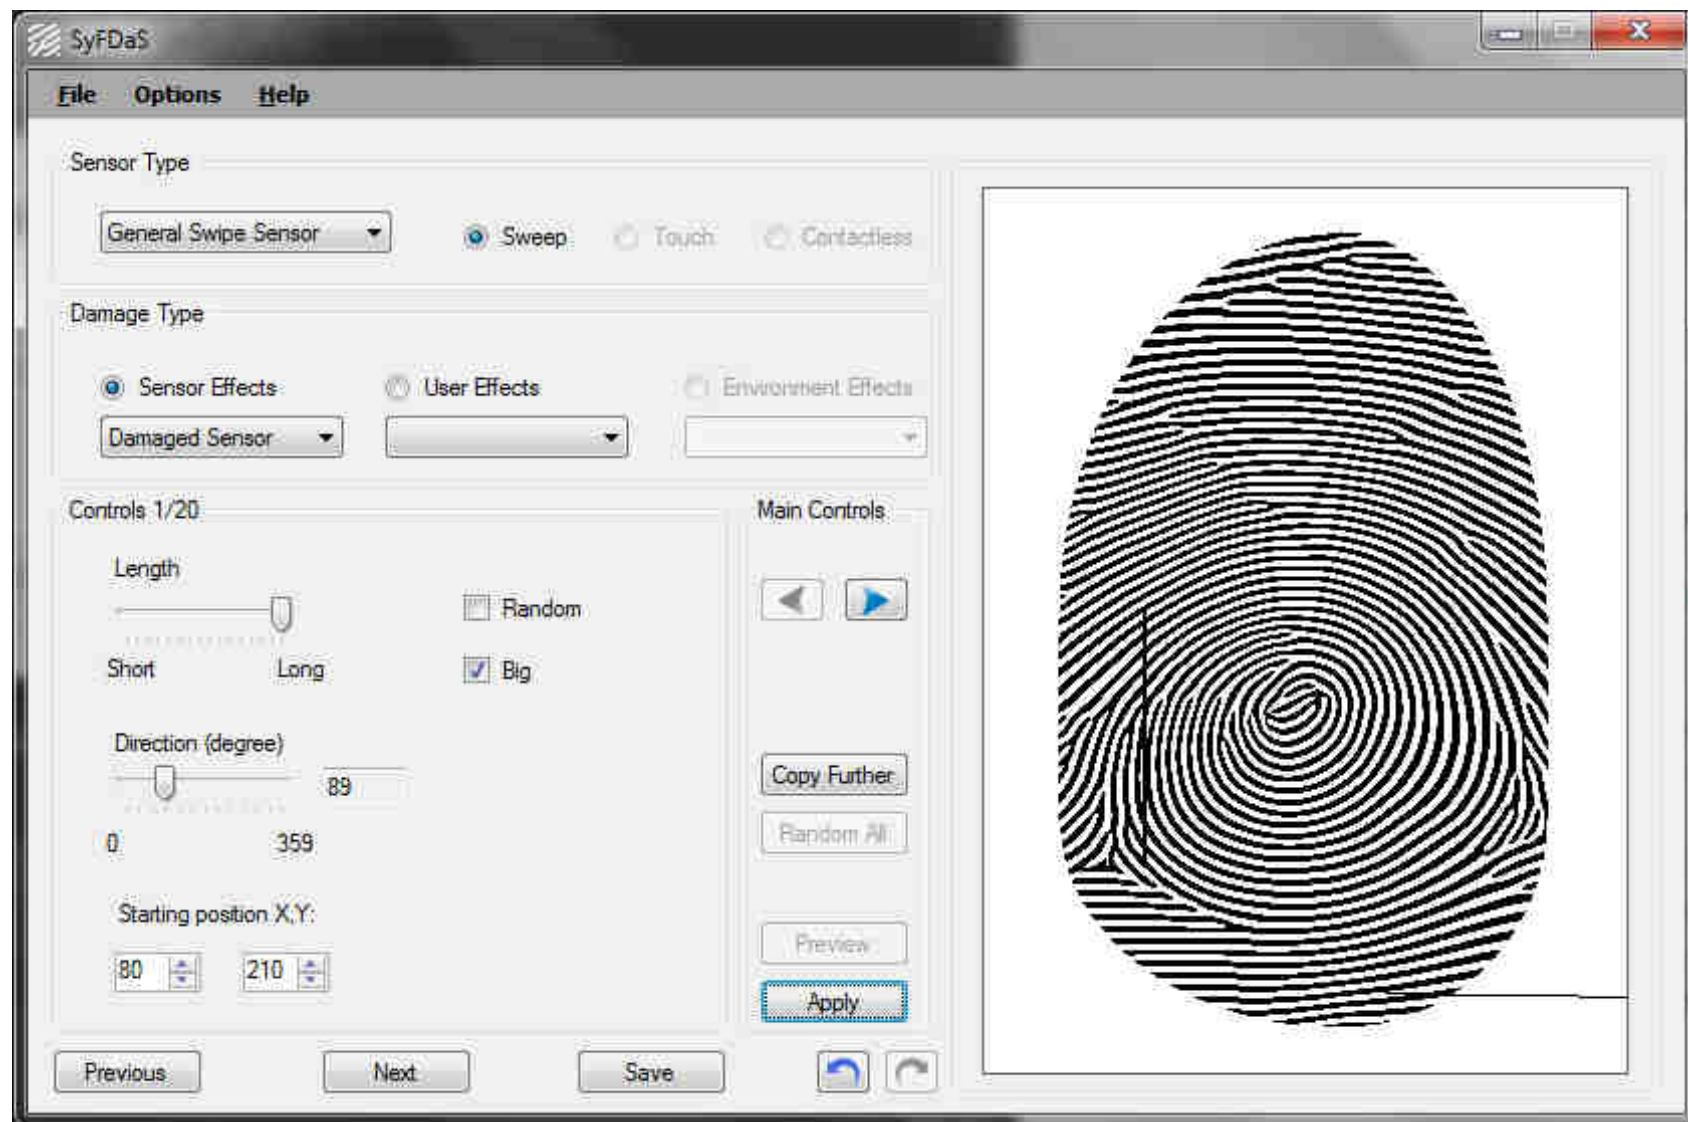 SyFDaS
File Options Help
Sensor Type
General Swipe Sensor Sweep Touch Contactless
Damage Type
Sensor Effects User Effects Environment Effects
Damaged Sensor
Controls 1/20 Main Controls
Length
Random
Short Long Big
Direction (degree)
89
Copy Further
0 359
Random All
Starting position X,Y:
Preview
80 210
Apply
Previous Next Save